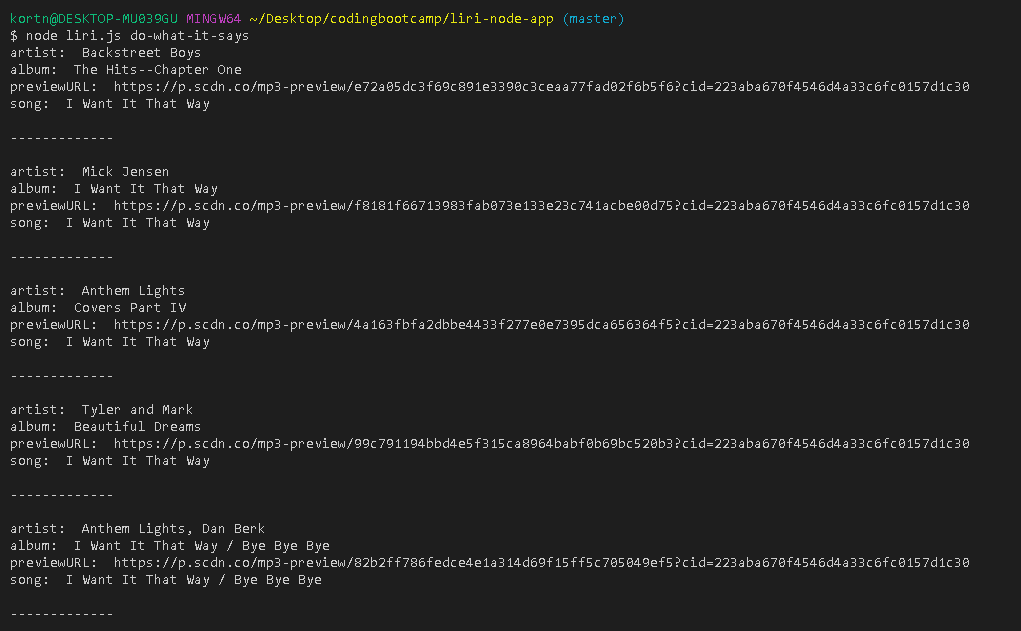 kortn@DESKTOP-MU039GU MINGW64 ~/Desktop/codingbootcamp/liri-node-app (master)
$ node liri.js do-what-it-says
artist:  Backstreet Boys
album:  The Hits--Chapter One
previewURL:  https://p.scdn.co/mp3-preview/e72a05dc3f69c891e3390c3ceaa77fad02f6b5f6?cid=223aba670f4546d4a33c6fc0157d1c30
song:  I Want It That Way

-------------

artist:  Mick Jensen
album:  I Want It That Way
previewURL:  https://p.scdn.co/mp3-preview/f8181f66713983fab073e133e23c741acbe00d75?cid=223aba670f4546d4a33c6fc0157d1c30
song:  I Want It That Way

-------------

artist:  Anthem Lights
album:  Covers Part IV
previewURL:  https://p.scdn.co/mp3-preview/4a163fbfa2dbbe4433f277e0e7395dca656364f5?cid=223aba670f4546d4a33c6fc0157d1c30
song:  I Want It That Way

-------------

artist:  Tyler and Mark
album:  Beautiful Dreams
previewURL:  https://p.scdn.co/mp3-preview/99c791194bbd4e5f315ca8964babf0b69bc520b3?cid=223aba670f4546d4a33c6fc0157d1c30
song:  I Want It That Way

-------------

artist:  Anthem Lights, Dan Berk
album:  I Want It That Way / Bye Bye Bye
previewURL:  https://p.scdn.co/mp3-preview/82b2ff786fedce4e1a314d69f15ff5c705049ef5?cid=223aba670f4546d4a33c6fc0157d1c30
song:  I Want It That Way / Bye Bye Bye

-------------